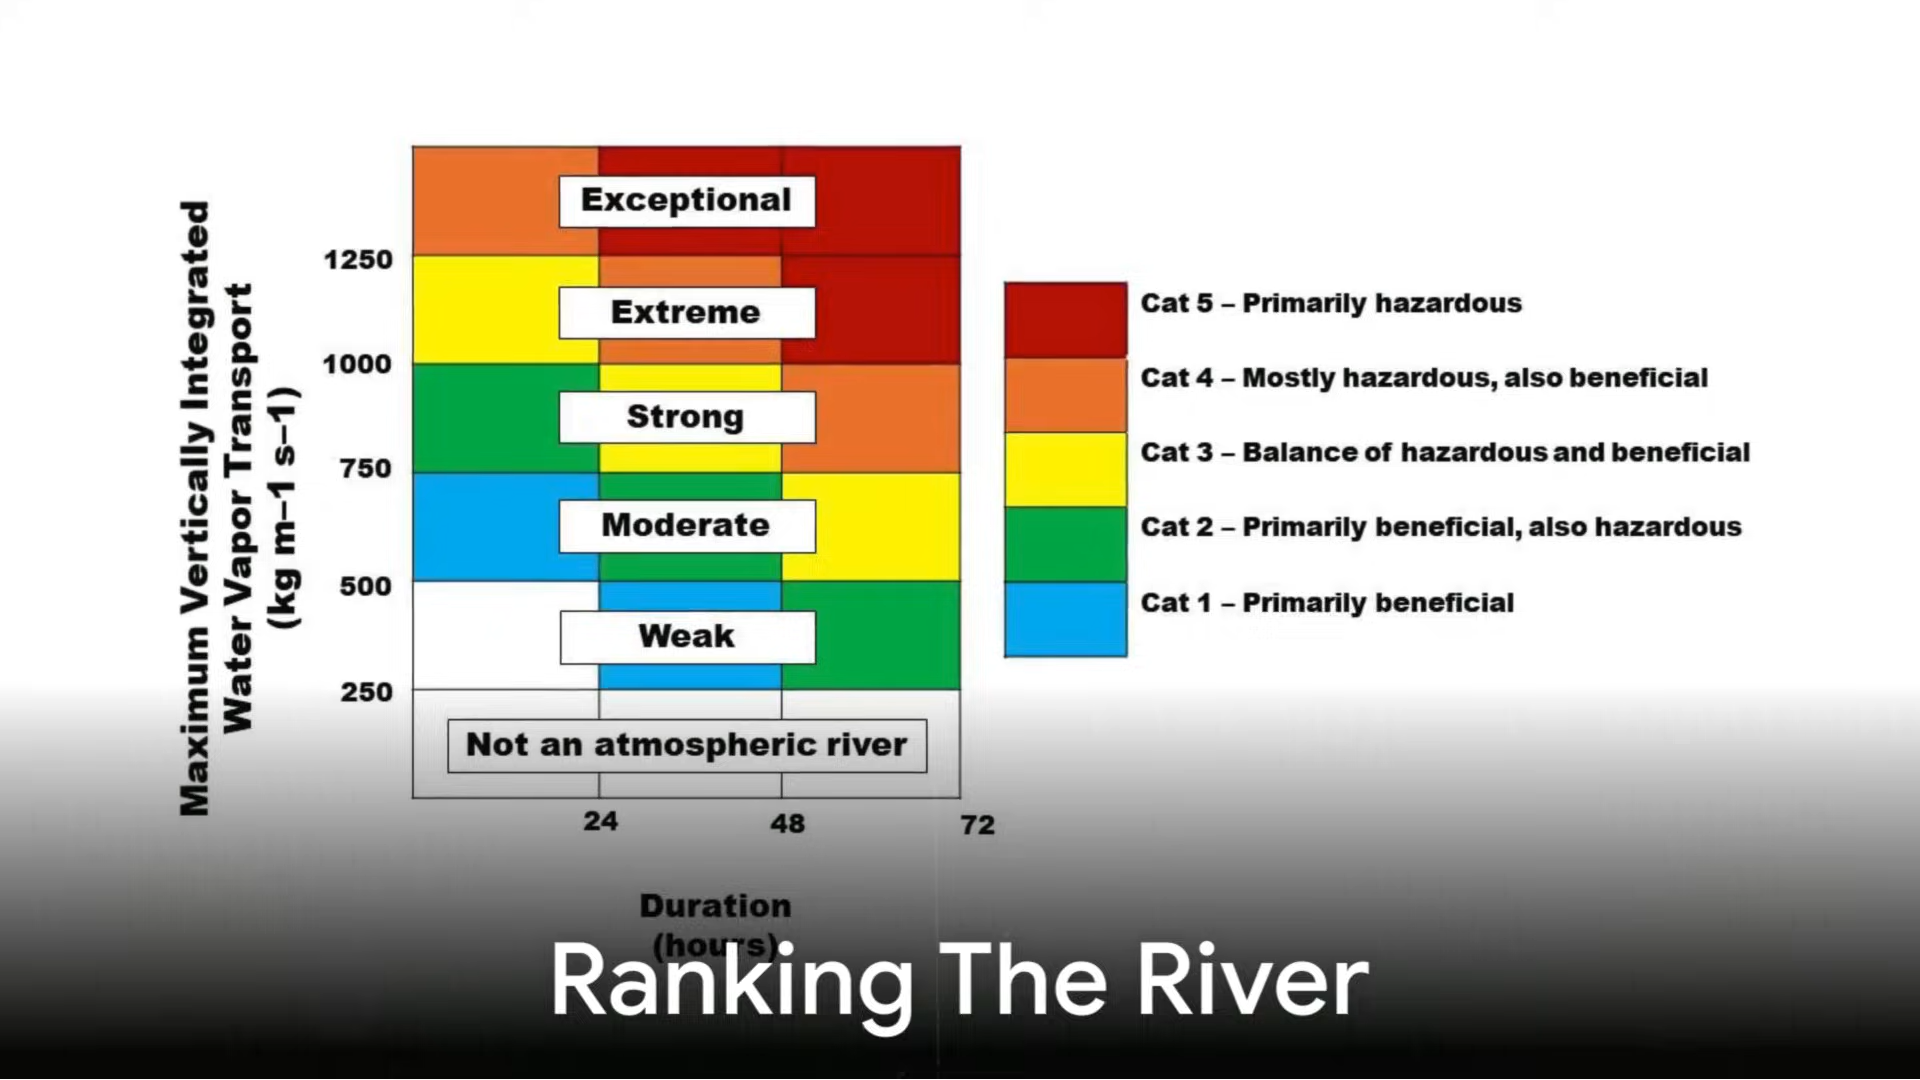 Maximum Vertically Integrated
Water Vapor Transport
(kg m–1 s–1)
1250
1000
750
500
250
Exceptional
Extreme
Strong
Moderate
Weak
Not an atmospheric river
24
48
72
Duration
(hours)
Cat 5 – Primarily hazardous
Cat 4 – Mostly hazardous, also beneficial
Cat 3 – Balance of hazardous and beneficial
Cat 2 – Primarily beneficial, also hazardous
Cat 1 – Primarily beneficial
Ranking The River